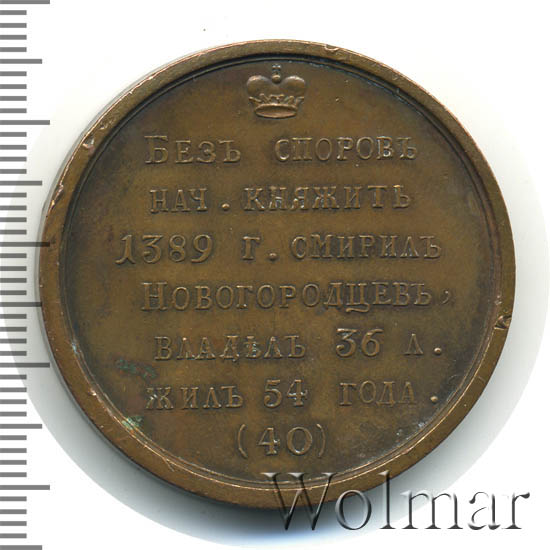 Безъ споровъ
нач. княжить
1389 г. смирилъ
Новогородцевъ,
владѣлъ 36 л.
жилъ 54 года.
(40)
Wolmar